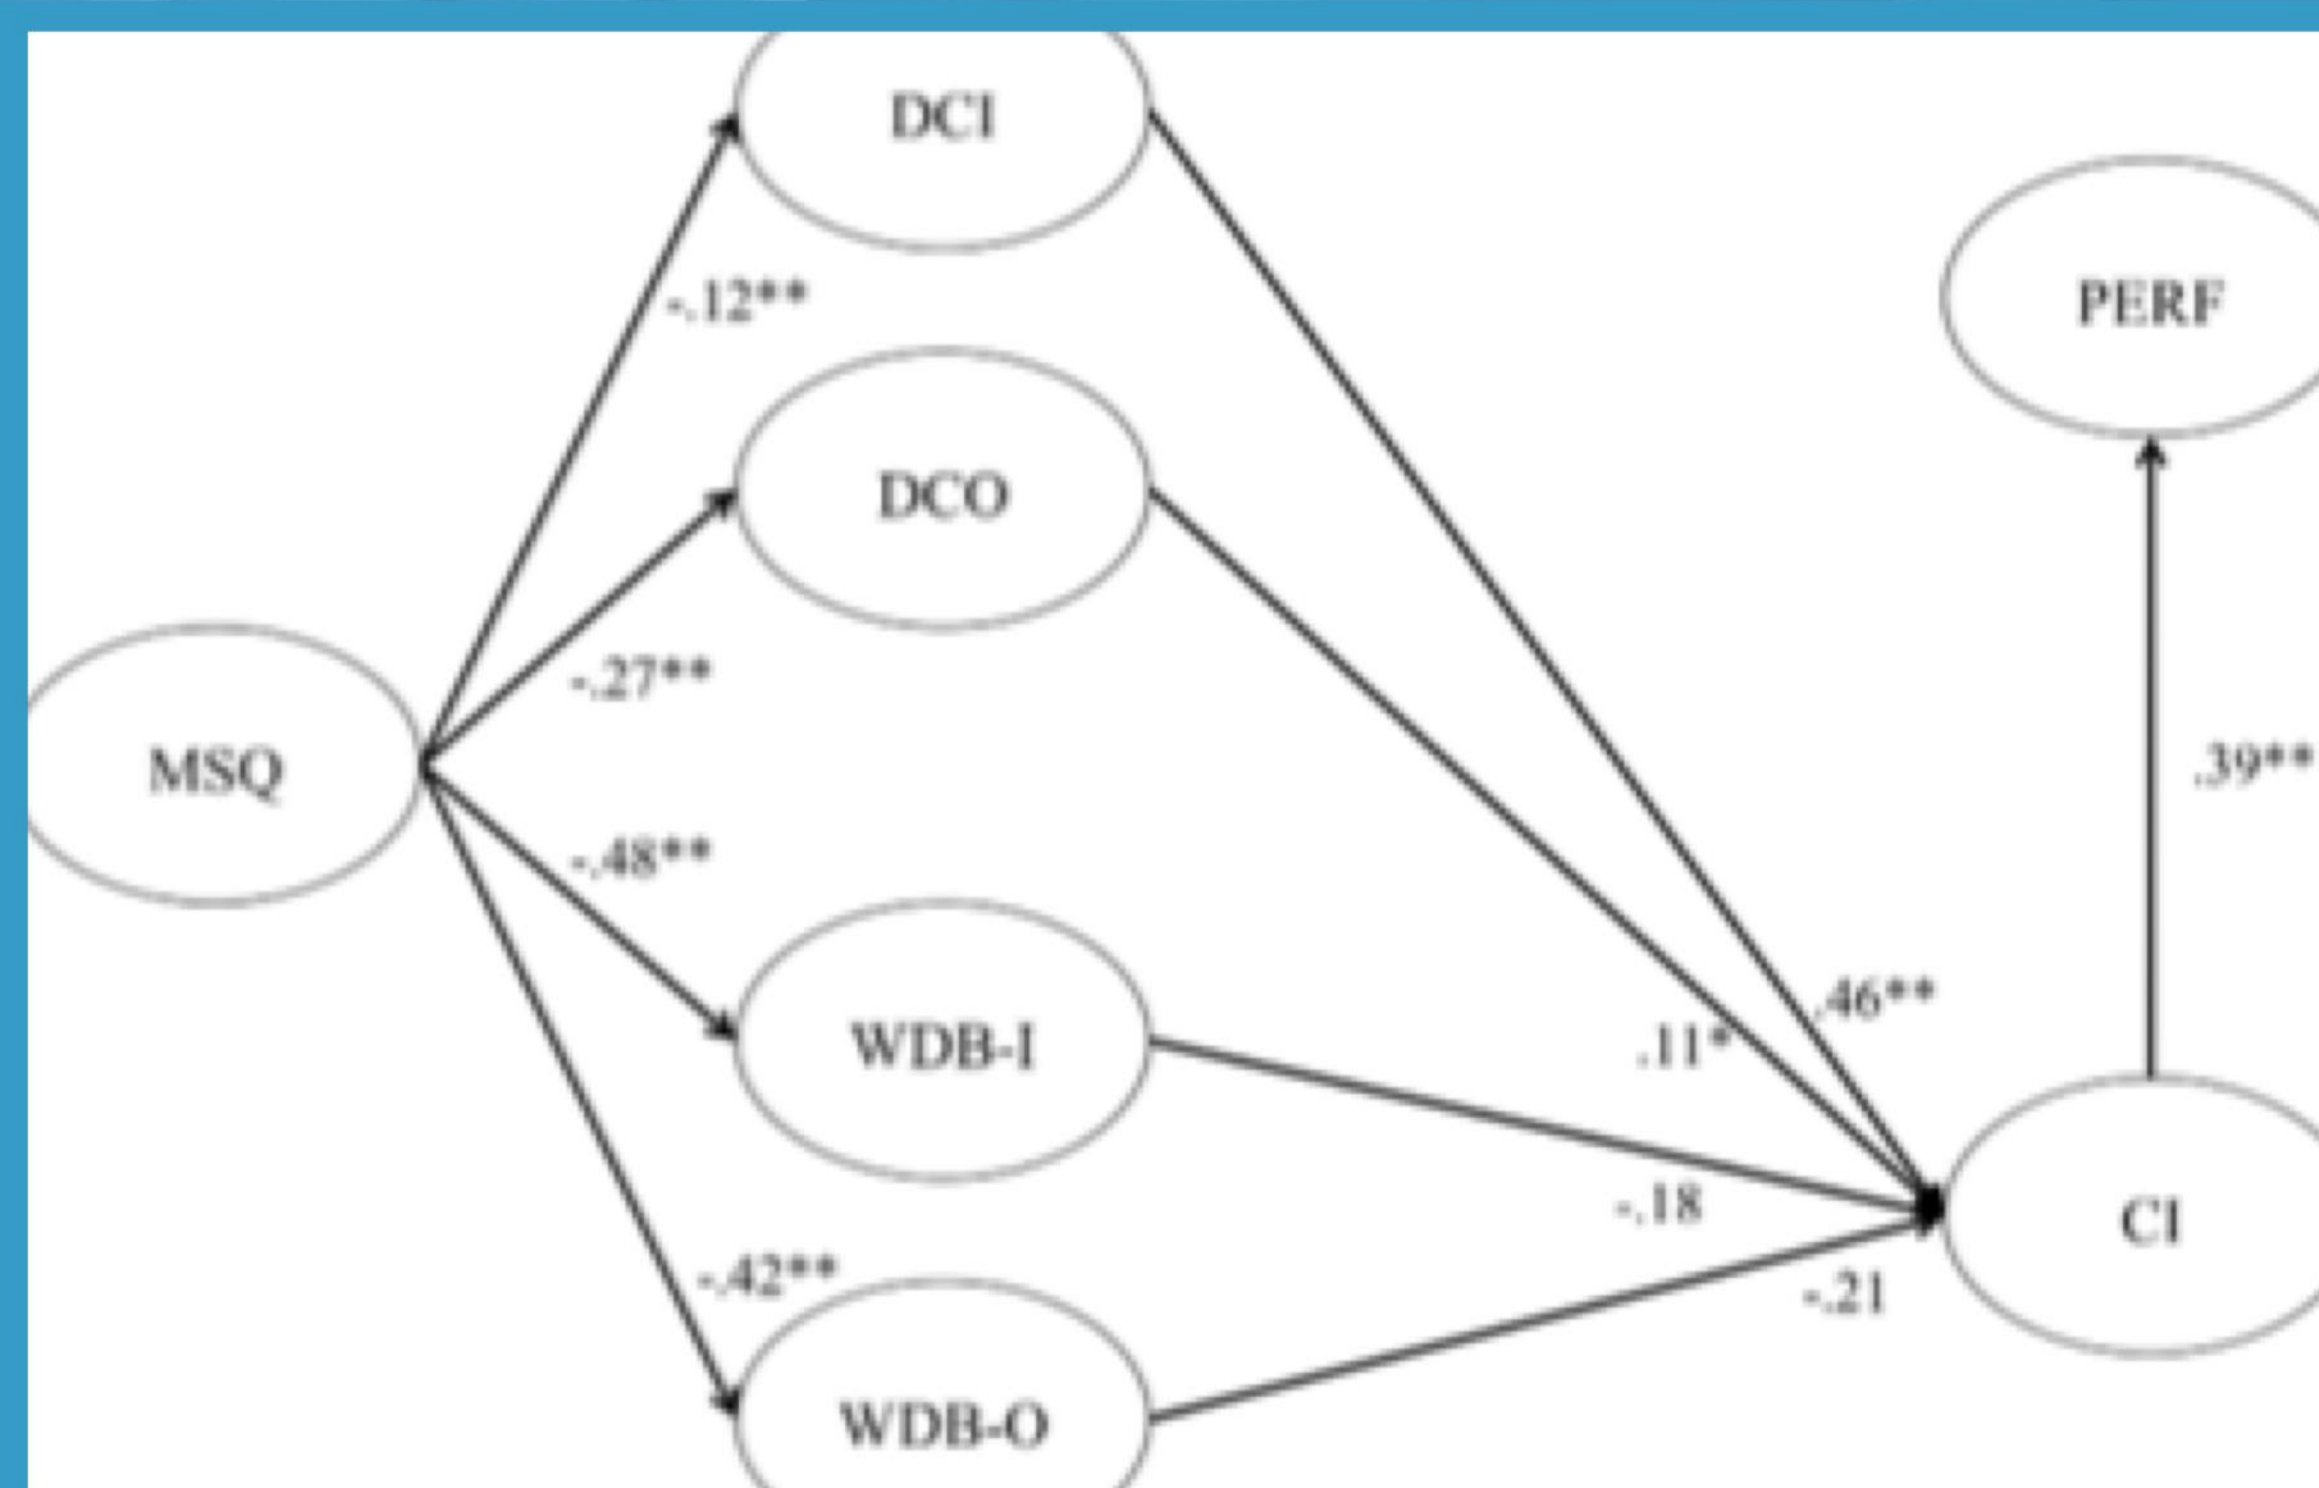 DCI
-.12**
PERF
DCO
-.27**
MSQ
.39**
-.48**
.46**
.11*
WDB-I
-.18
CI
-.42**
-.21
WDB-O